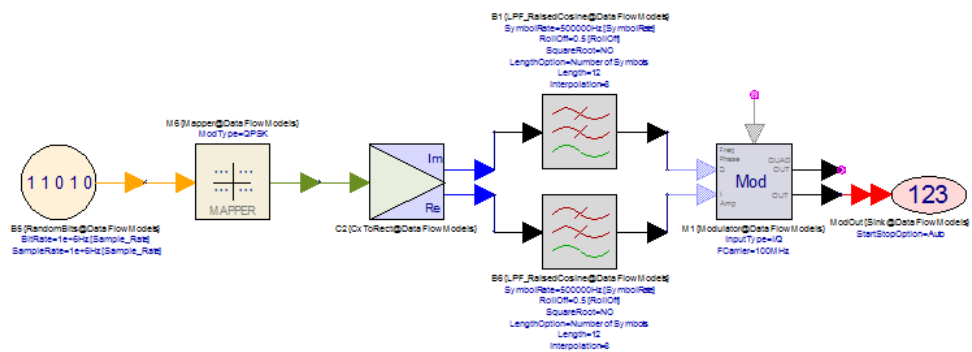 B1 {LPF_RaisedCosine@Data Flow Models}
SymbolRate=500000Hz [SymbolRate]
RollOff=0.5 [RollOff]
SquareRoot=NO
LengthOption=Number of Symbols
Length=12
Interpolation=8
M6 {Mapper@Data Flow Models}
ModType=QPSK
1 1 0 1 0
MAPPER
Im
Re
Freq
Phase
Q
I
Amp
QUAD
OUT
OUT
Mod
123
B5 {RandomBits@Data Flow Models}
BitRate=1e+6Hz [Sample_Rate]
SampleRate=1e+6Hz [Sample_Rate]
C2 {CxToRect@Data Flow Models}
M1 {Modulator@Data Flow Models}
InputType=I/Q
FCarrier=100MHz
ModOut {Sink@Data Flow Models}
StartStopOption=Auto
B6 {LPF_RaisedCosine@Data Flow Models}
SymbolRate=500000Hz [SymbolRate]
RollOff=0.5 [RollOff]
SquareRoot=NO
LengthOption=Number of Symbols
Length=12
Interpolation=8